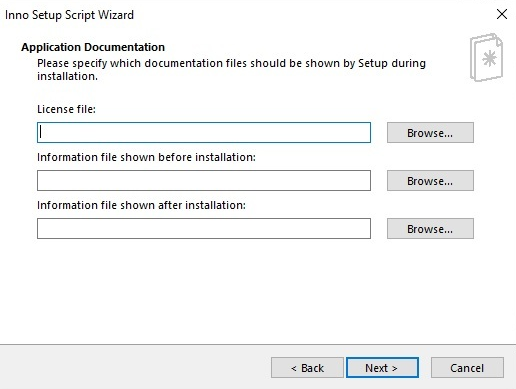 Inno Setup Script Wizard
Application Documentation
Please specify which documentation files should be shown by Setup during
installation.
License file:
Browse...
Information file shown before installation:
Browse...
Information file shown after installation:
Browse...
< Back
Next >
Cancel